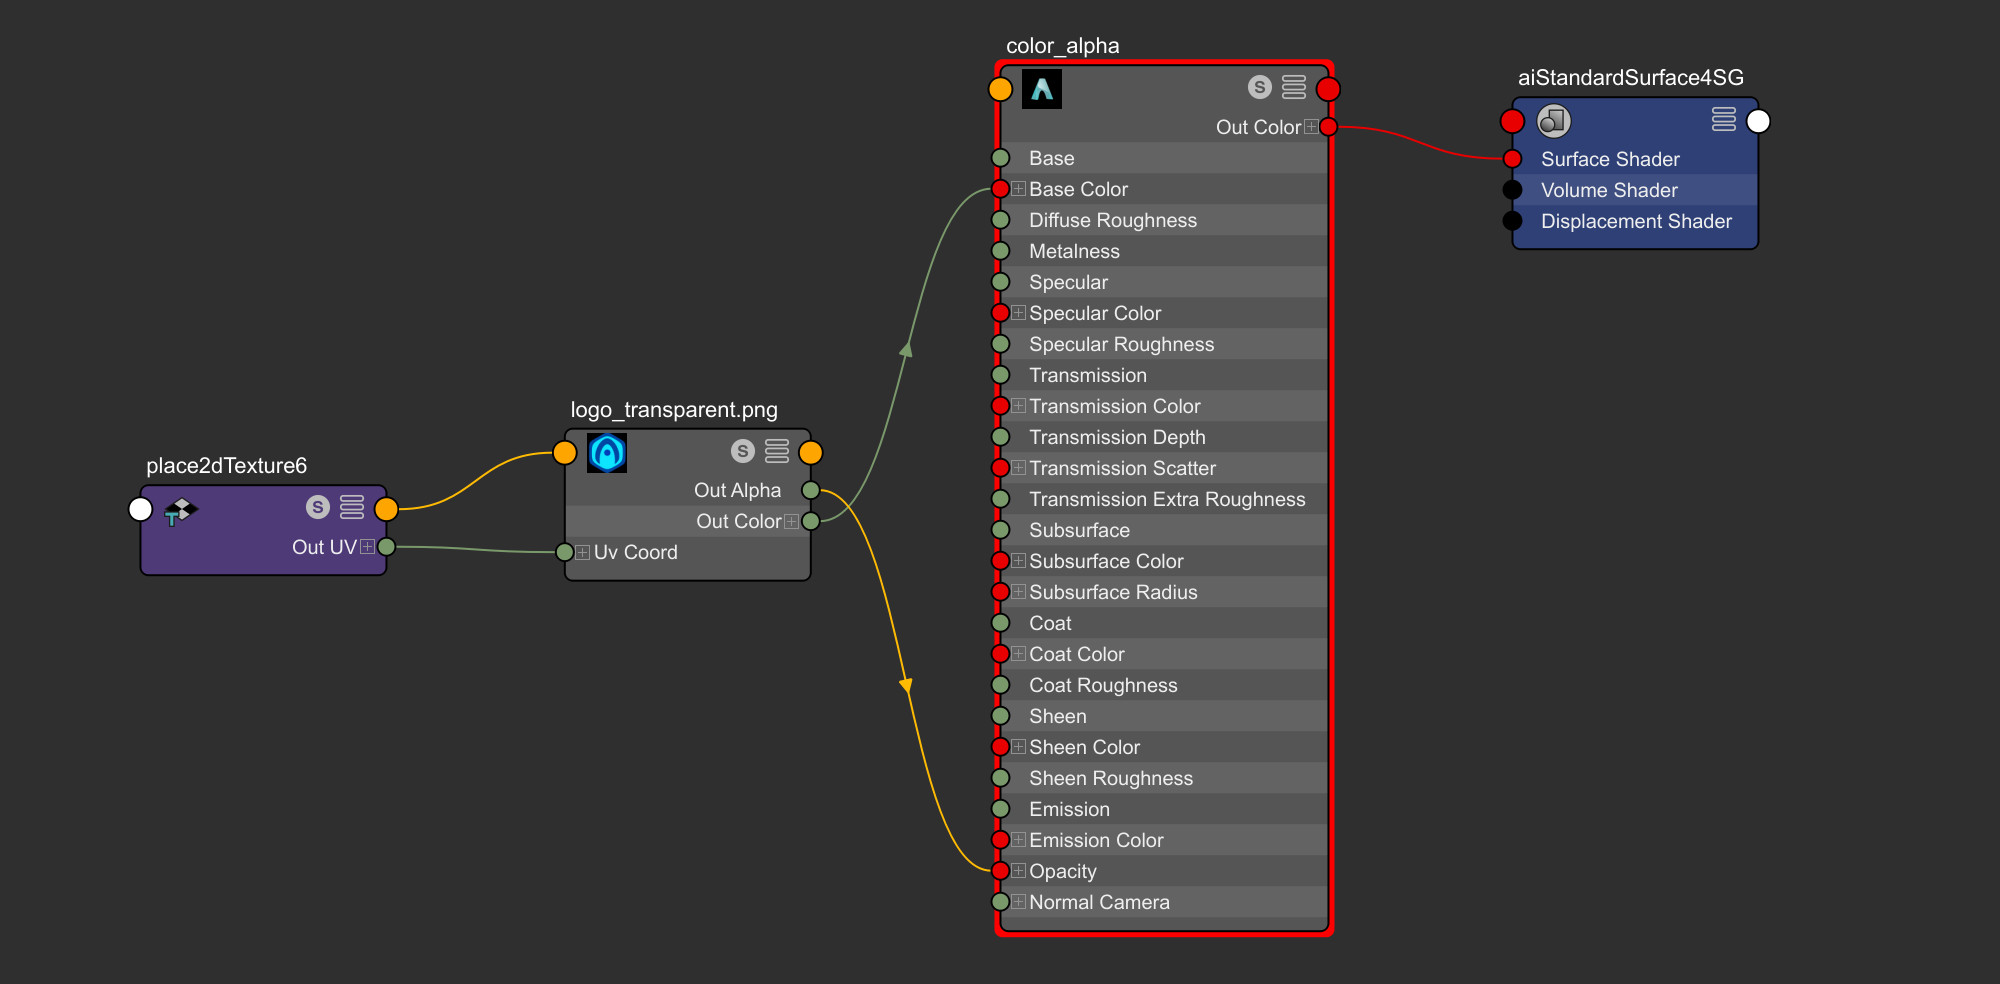 place2dTexture6
S
T
Out UV
logo_transparent.png
S
Out Alpha
Out Color
Uv Coord
color_alpha
S
Out Color
Base
Base Color
Diffuse Roughness
Metalness
Specular
Specular Color
Specular Roughness
Transmission
Transmission Color
Transmission Depth
Transmission Scatter
Transmission Extra Roughness
Subsurface
Subsurface Color
Subsurface Radius
Coat
Coat Color
Coat Roughness
Sheen
Sheen Color
Sheen Roughness
Emission
Emission Color
Opacity
Normal Camera
aiStandardSurface4SG
Surface Shader
Volume Shader
Displacement Shader